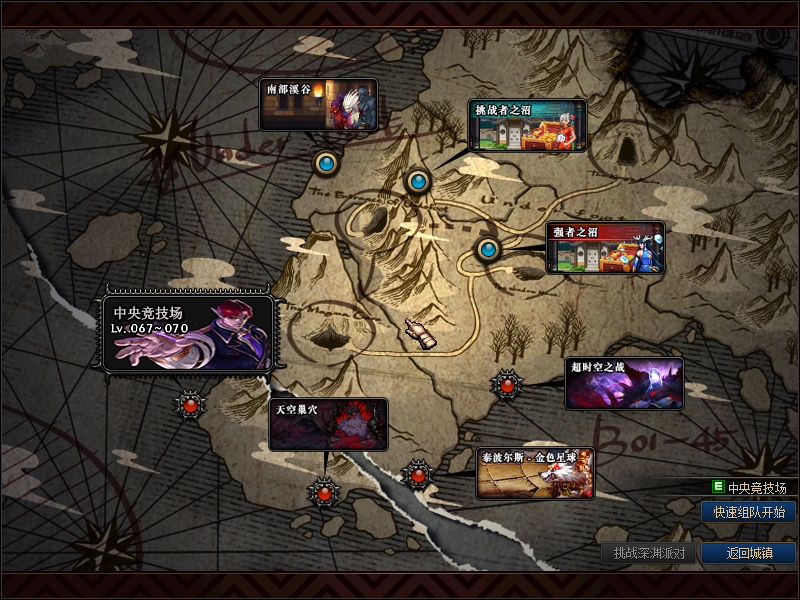 南部溪谷
挑战者之沼
强者之沼
中央竞技场
Lv.067~070
超时空之战
天空巢穴
Bo1-45
泰波尔斯-金色星球
E 中央竞技场
快速组队开始
挑战深渊派对
返回城镇